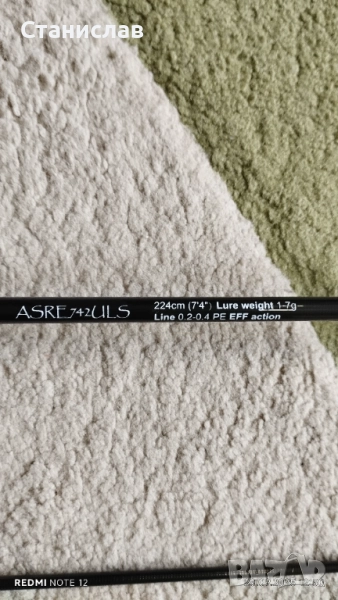 Станислав
ASRE742ULS 224cm (7'4") Lure weight 1-7g
Line 0.2-0.4 PE EFF action
REDMI NOTE 12